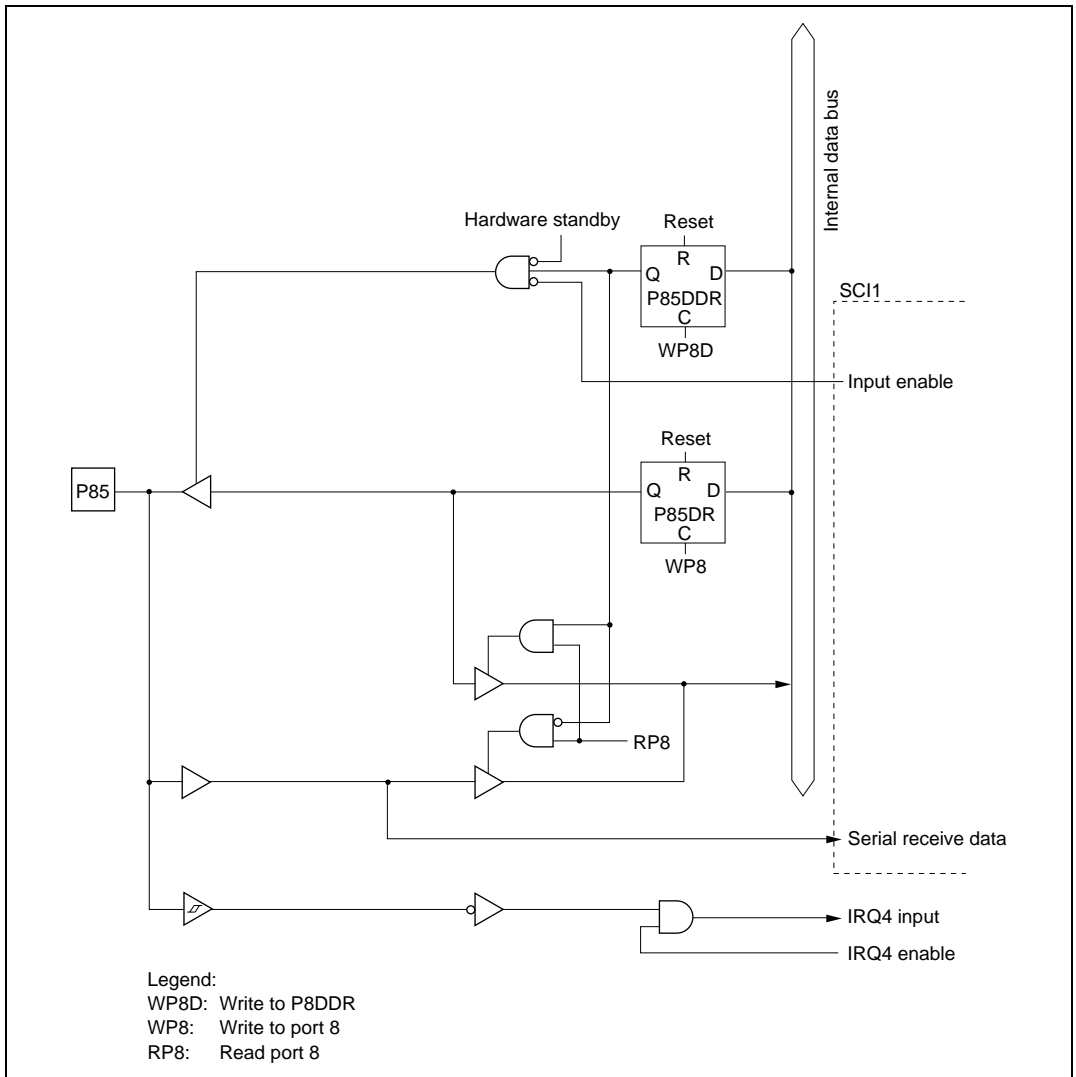 Internal data bus
Hardware standby
Reset
R
Q D
P85DDR
C
WP8D
SCI1
Input enable
Reset
R
Q D
P85DR
C
WP8
P85
RP8
Serial receive data
IRQ4 input
IRQ4 enable
Legend:
WP8D: Write to P8DDR
WP8: Write to port 8
RP8: Read port 8